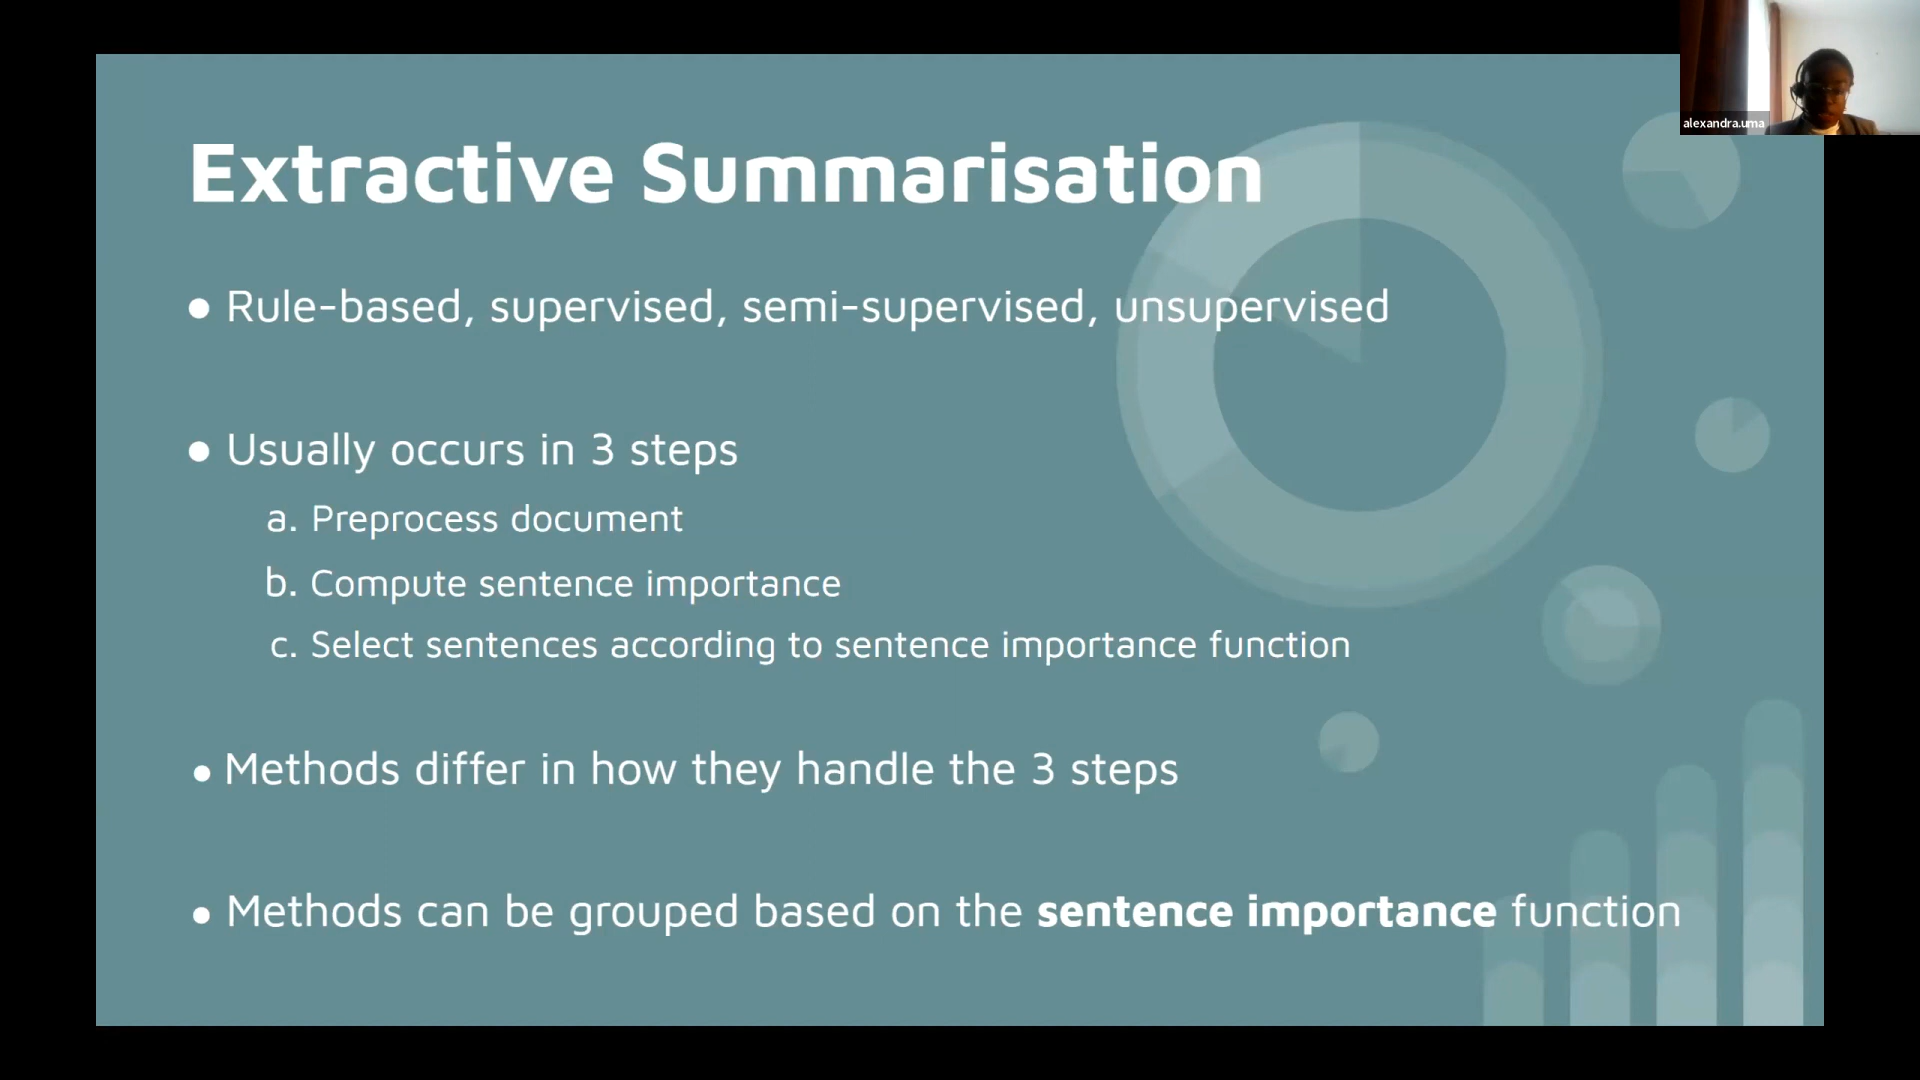 alexandra.uma
Extractive Summarisation
● Rule-based, supervised, semi-supervised, unsupervised
● Usually occurs in 3 steps
a. Preprocess document
b. Compute sentence importance
c. Select sentences according to sentence importance function
● Methods differ in how they handle the 3 steps
● Methods can be grouped based on the sentence importance function